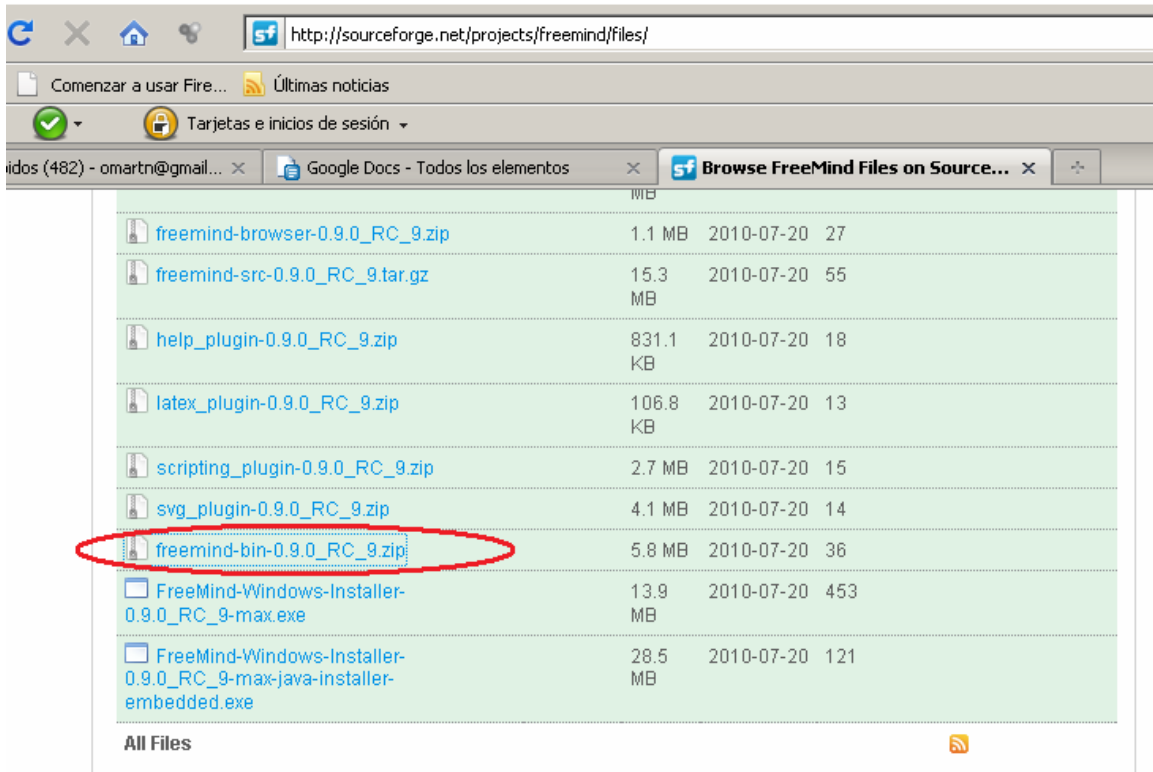 http://sourceforge.net/projects/freemind/files/
Comenzar a usar Fire... Últimas noticias
Tarjetas e inicios de sesión
idos (482) - omartn@gmail... Google Docs - Todos los elementos Browse FreeMind Files on Source...
MB
freemind-browser-0.9.0_RC_9.zip 1.1 MB 2010-07-20 27
freemind-src-0.9.0_RC_9.tar.gz 15.3 2010-07-20 55
MB
help_plugin-0.9.0_RC_9.zip 831.1 2010-07-20 18
KB
latex_plugin-0.9.0_RC_9.zip 106.8 2010-07-20 13
KB
scripting_plugin-0.9.0_RC_9.zip 2.7 MB 2010-07-20 15
svg_plugin-0.9.0_RC_9.zip 4.1 MB 2010-07-20 14
freemind-bin-0.9.0_RC_9.zip 5.8 MB 2010-07-20 36
FreeMind-Windows-Installer- 13.9 2010-07-20 453
0.9.0_RC_9-max.exe MB
FreeMind-Windows-Installer- 28.5 2010-07-20 121
0.9.0_RC_9-max-java-installer- MB
embedded.exe
All Files